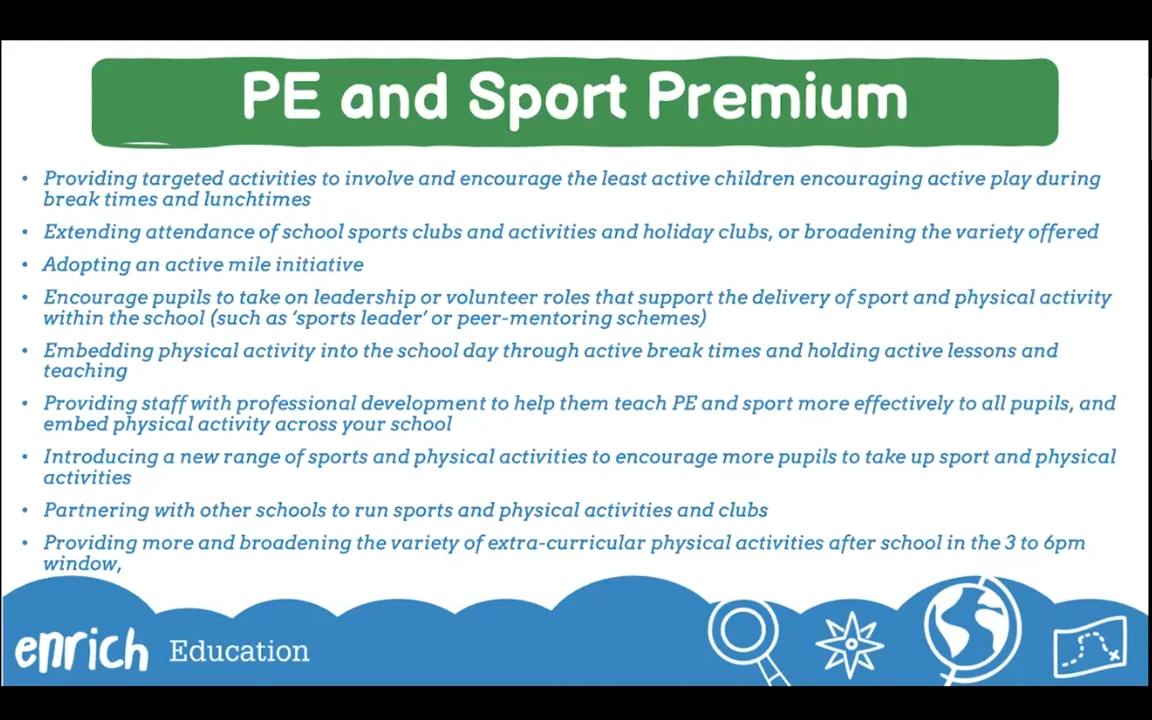 PE and Sport Premium
• Providing targeted activities to involve and encourage the least active children encouraging active play during
break times and lunchtimes
• Extending attendance of school sports clubs and activities and holiday clubs, or broadening the variety offered
• Adopting an active mile initiative
• Encourage pupils to take on leadership or volunteer roles that support the delivery of sport and physical activity
within the school (such as ‘sports leader’ or peer-mentoring schemes)
• Embedding physical activity into the school day through active break times and holding active lessons and
teaching
• Providing staff with professional development to help them teach PE and sport more effectively to all pupils, and
embed physical activity across your school
• Introducing a new range of sports and physical activities to encourage more pupils to take up sport and physical
activities
• Partnering with other schools to run sports and physical activities and clubs
• Providing more and broadening the variety of extra-curricular physical activities after school in the 3 to 6pm
window,
enrich Education